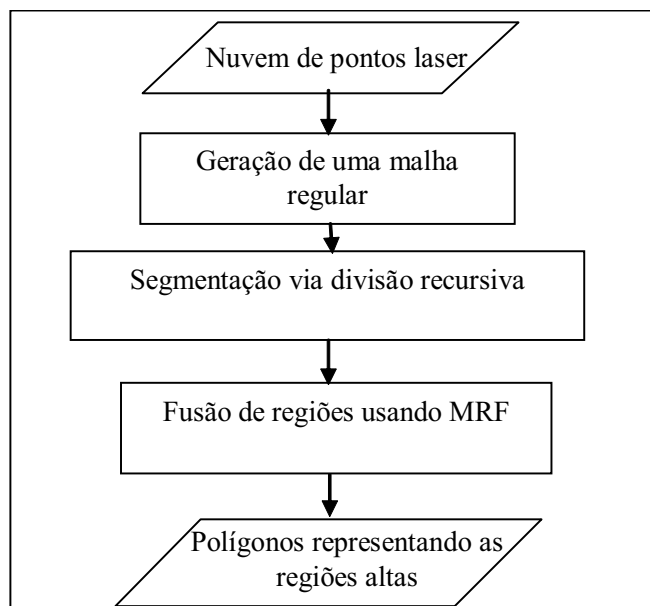 Nuvem de pontos laser
Geração de uma malha
regular
Segmentação via divisão recursiva
Fusão de regiões usando MRF
Polígonos representando as
regiões altas